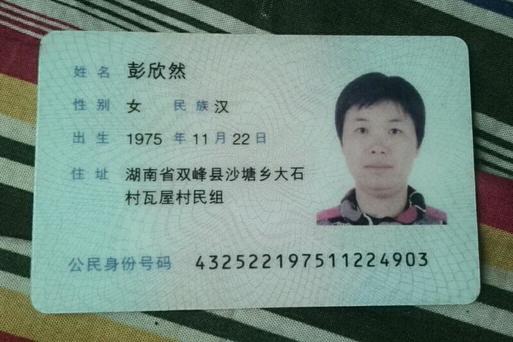 姓名 彭欣然
性别 女 民族 汉
出生 1975 年 11 月 22 日
住址 湖南省双峰县沙塘乡大石
村瓦屋村民组
公民身份号码 432522197511224903